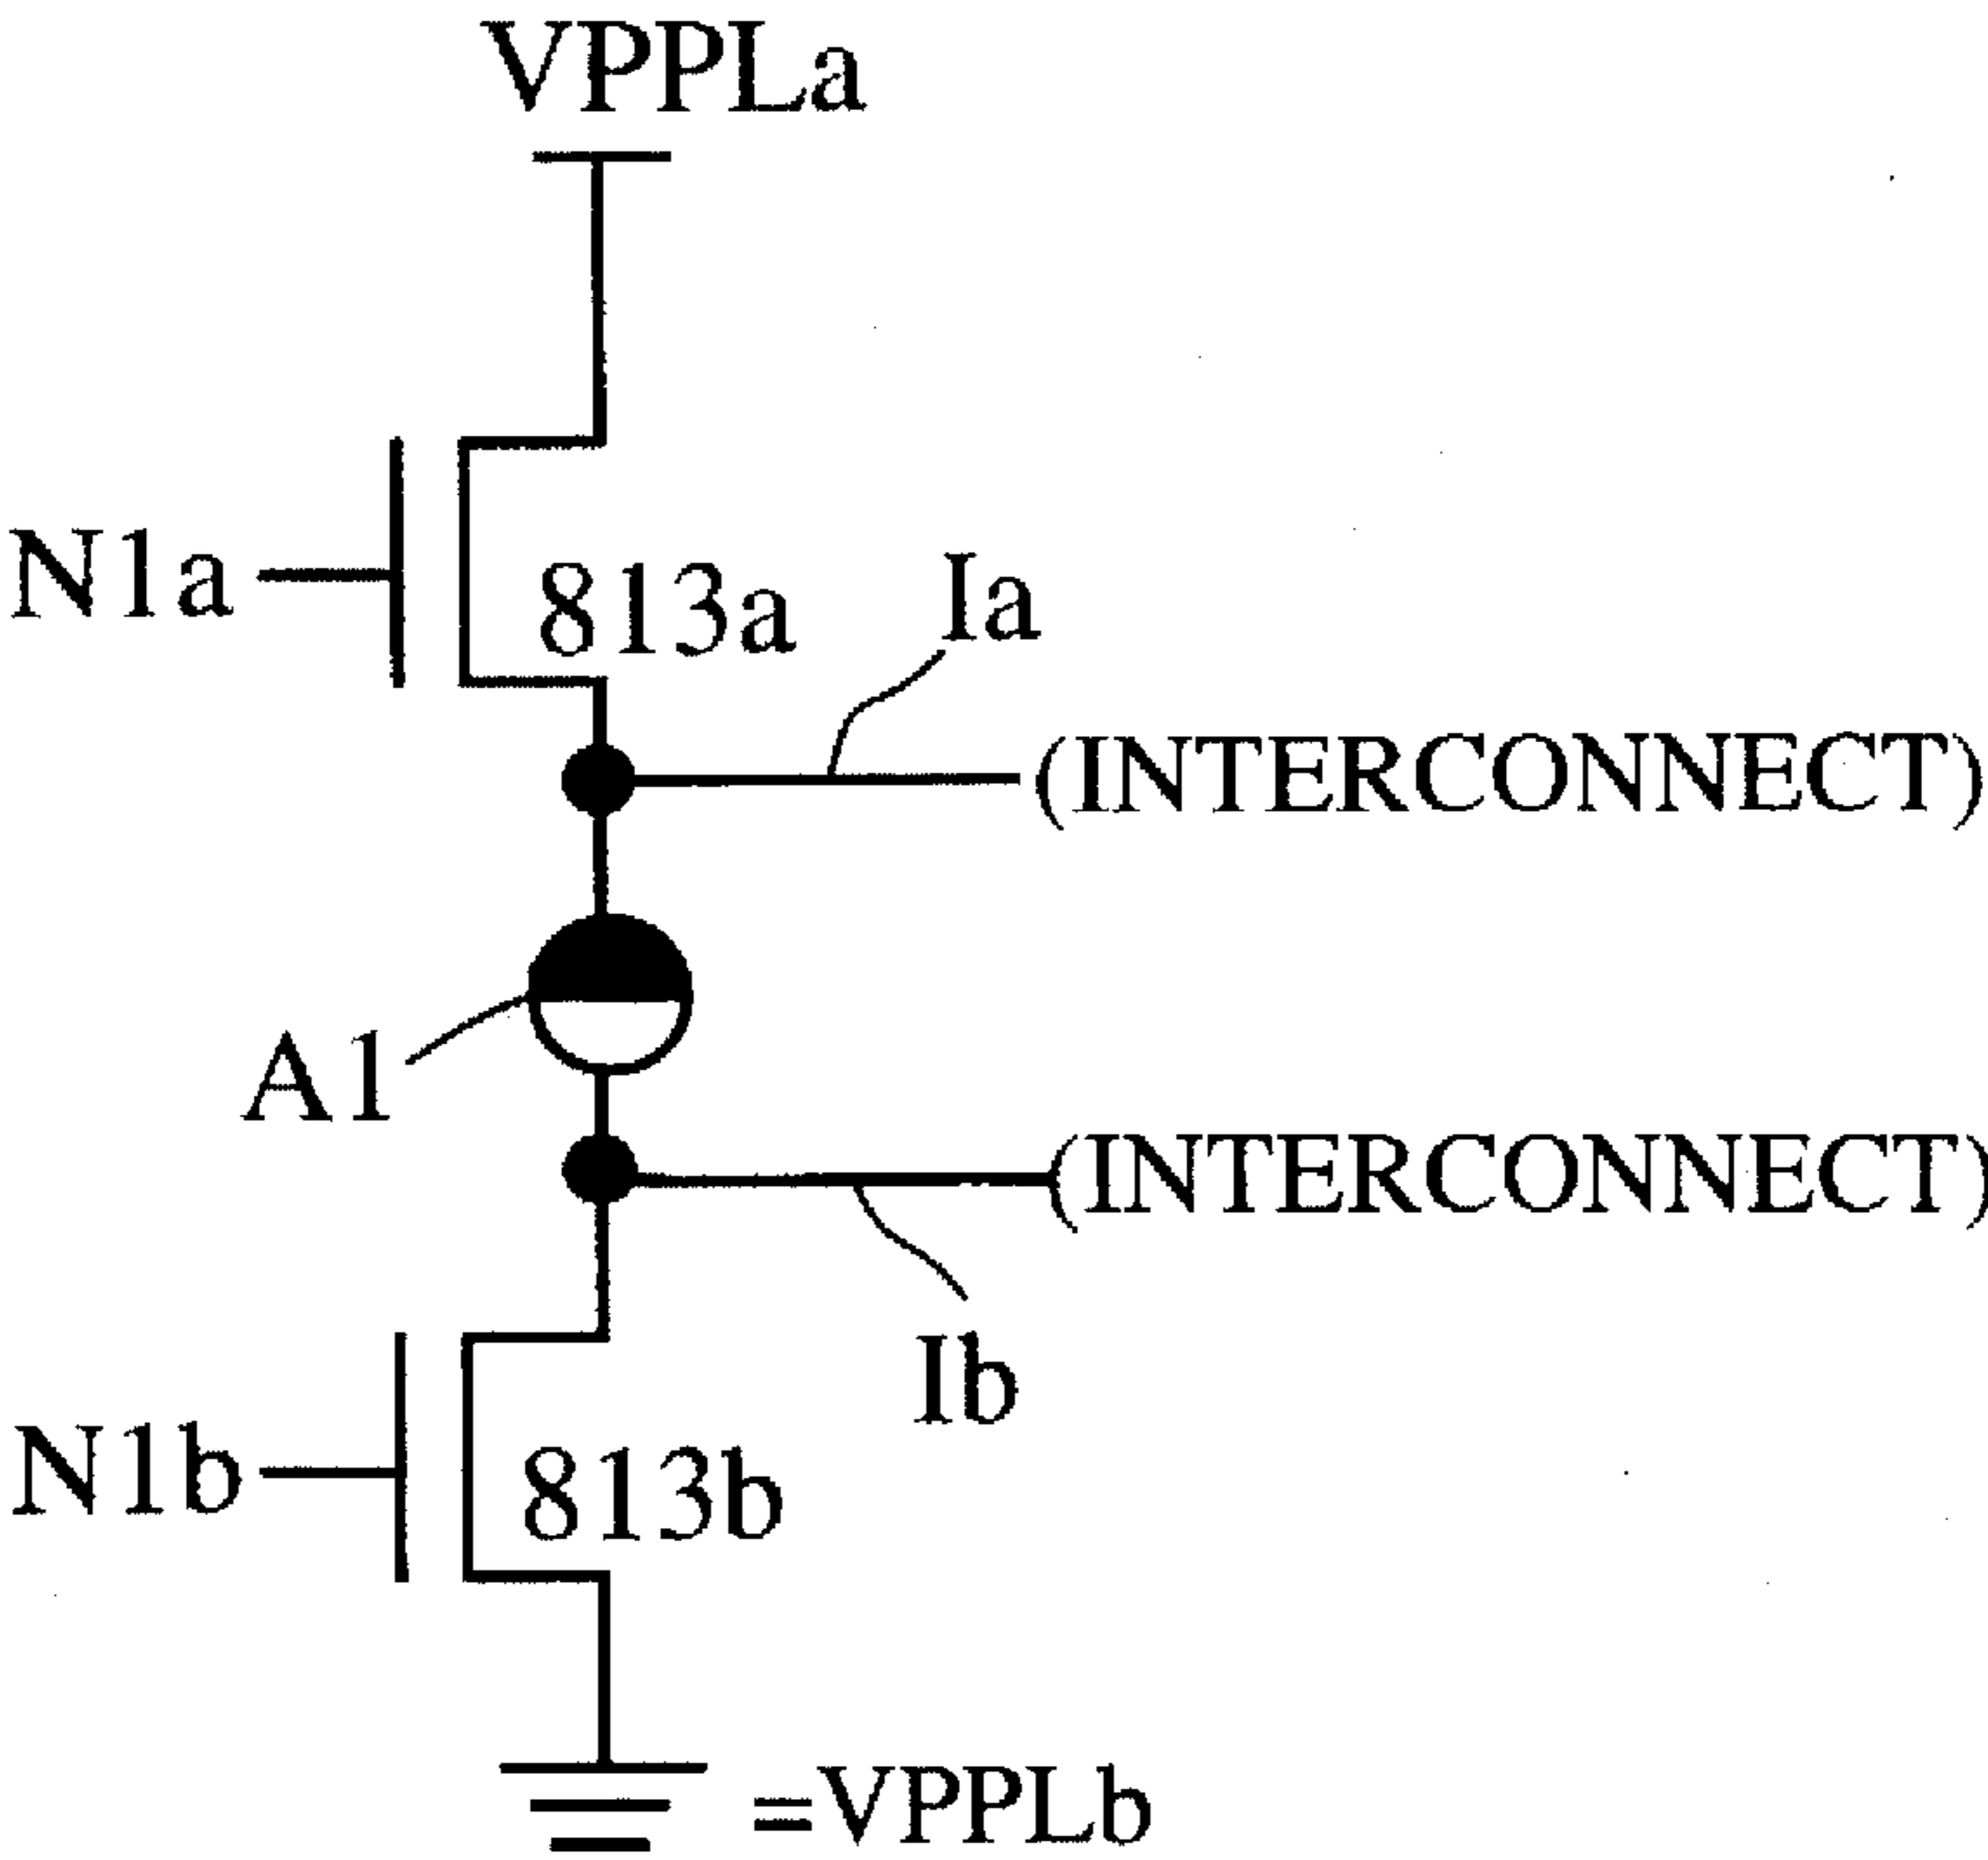 VPPLa
N1a
813a
Ia
(INTERCONNECT)
A1
(INTERCONNECT)
Ib
N1b
813b
=VPPLb